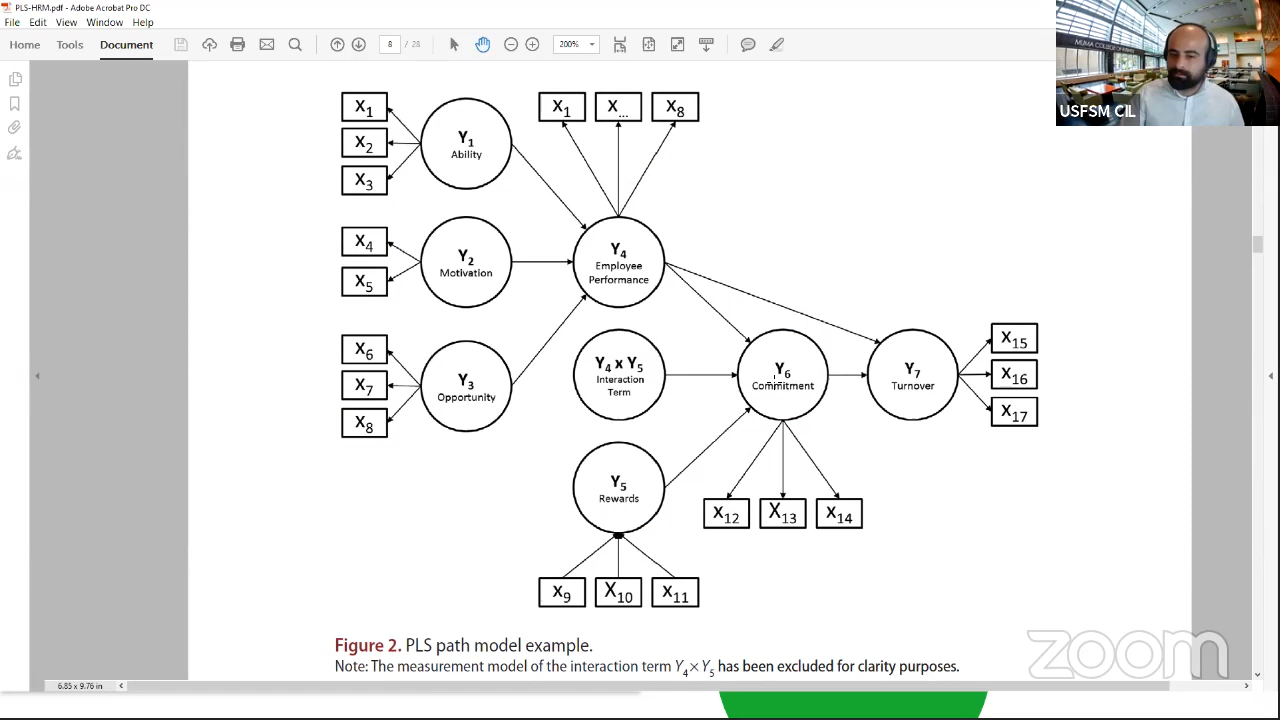 PLS-HRM.pdf - Adobe Acrobat Pro DC
File Edit View Window Help
Home Tools Document 8 / 28 200%
MUMA COLLEGE OF
USFSM CIL
X1 X1 X... X8
Y1
Ability
X2
X3
X4
Y2
Motivation
X5
Y4
Employee
Performance
X6
Y3
Opportunity
X7
X8
Y4 x Y5
Interaction
Term
Y6
Commitment
Y7
Turnover
X15
X16
X17
Y5
Rewards
X12 X13 X14
X9 X10 X11
Figure 2. PLS path model example.
Note: The measurement model of the interaction term Y4 × Y5 has been excluded for clarity purposes.
zoom
6.85 x 9.76 in